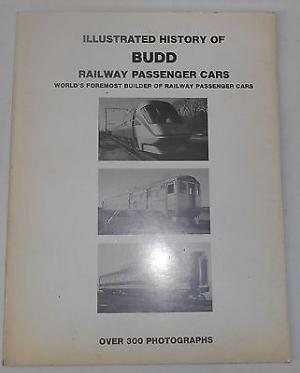 ILLUSTRATED HISTORY OF
BUDD
RAILWAY PASSENGER CARS
WORLD'S FOREMOST BUILDER OF RAILWAY PASSENGER CARS
OVER 300 PHOTOGRAPHS